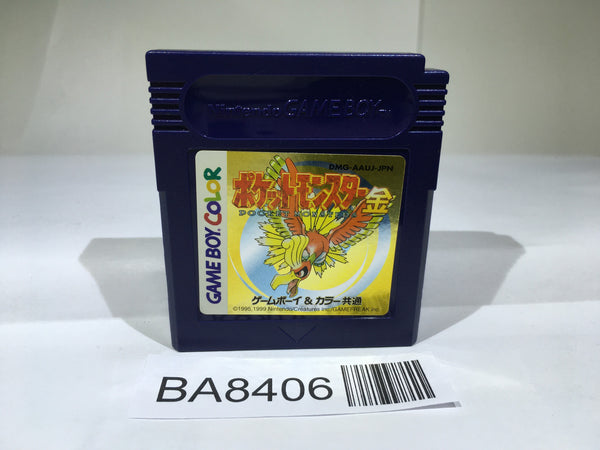 Nintendo GAME BOY
DMG-AAUJ-JPN
ポケットモンスター金
POCKET MONSTERS
GAME BOY COLOR
ゲームボーイ & カラー共通
©1995,1999 Nintendo/Creatures inc./GAMEFREAK inc.
BA8406